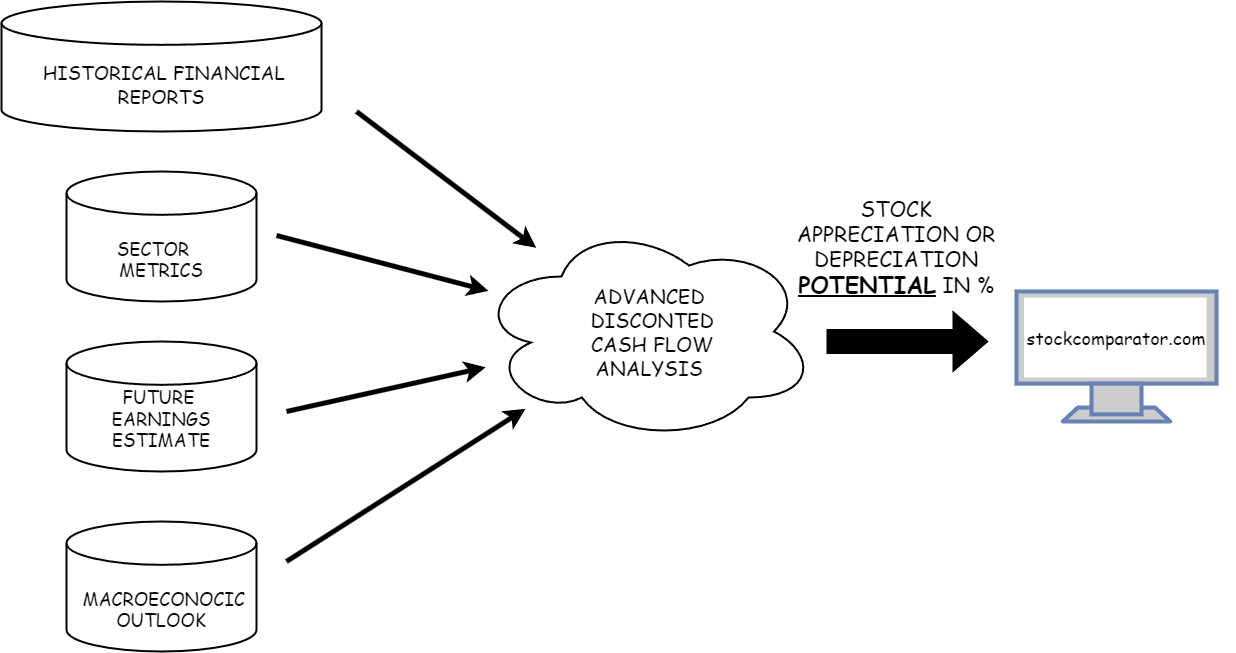 HISTORICAL FINANCIAL
REPORTS
SECTOR
METRICS
FUTURE
EARNINGS
ESTIMATE
MACROECONOCIC
OUTLOOK
ADVANCED
DISCONTED
CASH FLOW
ANALYSIS
STOCK
APPRECIATION OR
DEPRECIATION
POTENTIAL IN %
stockcomparator.com